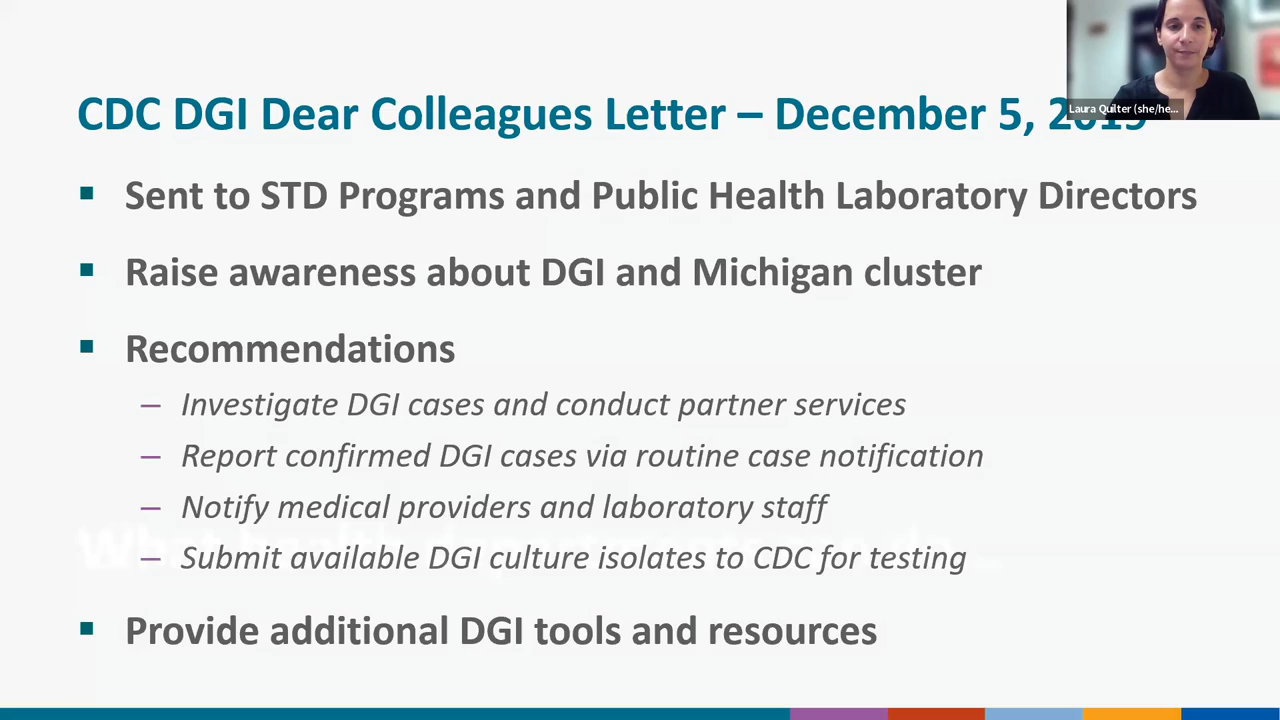 CDC DGI Dear Colleagues Letter – December 5, 2019
Laura Quilter (she/he...
▪ Sent to STD Programs and Public Health Laboratory Directors
▪ Raise awareness about DGI and Michigan cluster
▪ Recommendations
– Investigate DGI cases and conduct partner services
– Report confirmed DGI cases via routine case notification
– Notify medical providers and laboratory staff
– Submit available DGI culture isolates to CDC for testing
▪ Provide additional DGI tools and resources